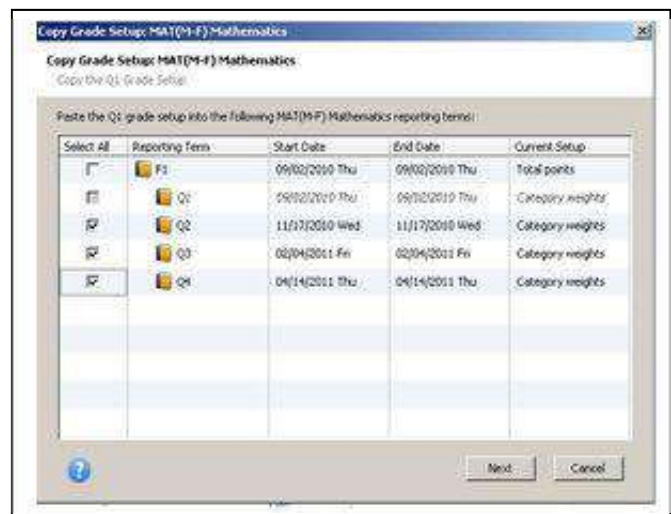 Copy Grade Setup: MAT(M-F) Mathematics
Copy Grade Setup: MAT(M-F) Mathematics
Copy the Q1 Grade Setup
Paste the Q1 grade setup into the following MAT(M-F) Mathematics reporting terms:
Select All Reporting Term Start Date End Date Current Setup
F1 09/02/2010 Thu 09/02/2010 Thu Total points
Q1 09/02/2010 Thu 09/02/2010 Thu Category weights
Q2 11/17/2010 Wed 11/17/2010 Wed Category weights
Q3 02/04/2011 Fri 02/04/2011 Fri Category weights
Q4 04/14/2011 Thu 04/14/2011 Thu Category weights
? Next Cancel